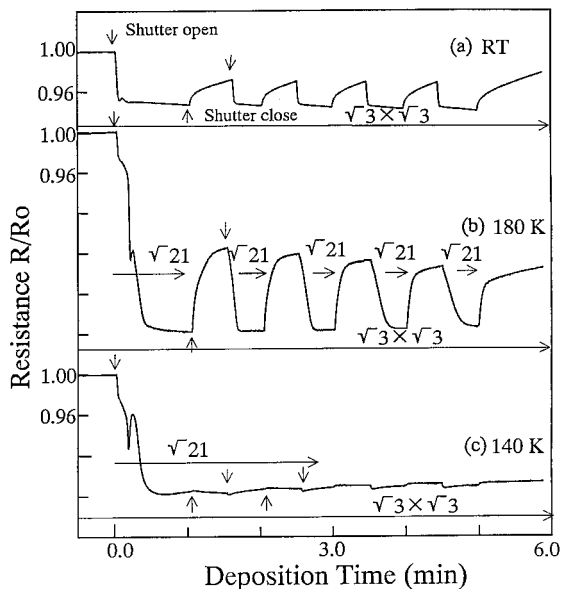 Shutter open
(a) RT
1.00
0.96
Shutter close
√3×√3
1.00
0.96
(b) 180 K
√21
√21
√21
√21
√21
√3×√3
1.00
0.96
(c) 140 K
√21
√3×√3
Resistance R/Ro
0.0
3.0
6.0
Deposition Time (min)